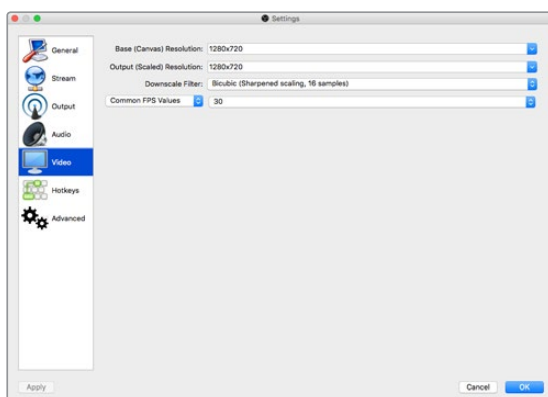 Settings
General
Stream
Output
Audio
Video
Hotkeys
Advanced
Base (Canvas) Resolution: 1280x720
Output (Scaled) Resolution: 1280x720
Downscale Filter: Bicubic (Sharpened scaling, 16 samples)
Common FPS Values 30
Apply
Cancel
OK